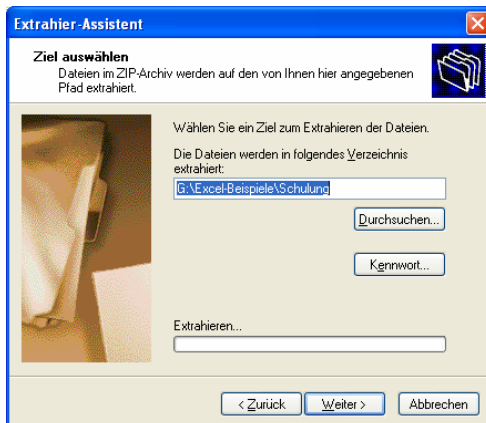 Extrahier-Assistent
Ziel auswählen
Dateien im ZIP-Archiv werden auf den von Ihnen hier angegebenen
Pfad extrahiert.
Wählen Sie ein Ziel zum Extrahieren der Dateien.
Die Dateien werden in folgendes Verzeichnis
extrahiert:
G:\Excel-Beispiele\Schulung
Durchsuchen...
Kennwort...
Extrahieren...
< Zurück
Weiter >
Abbrechen